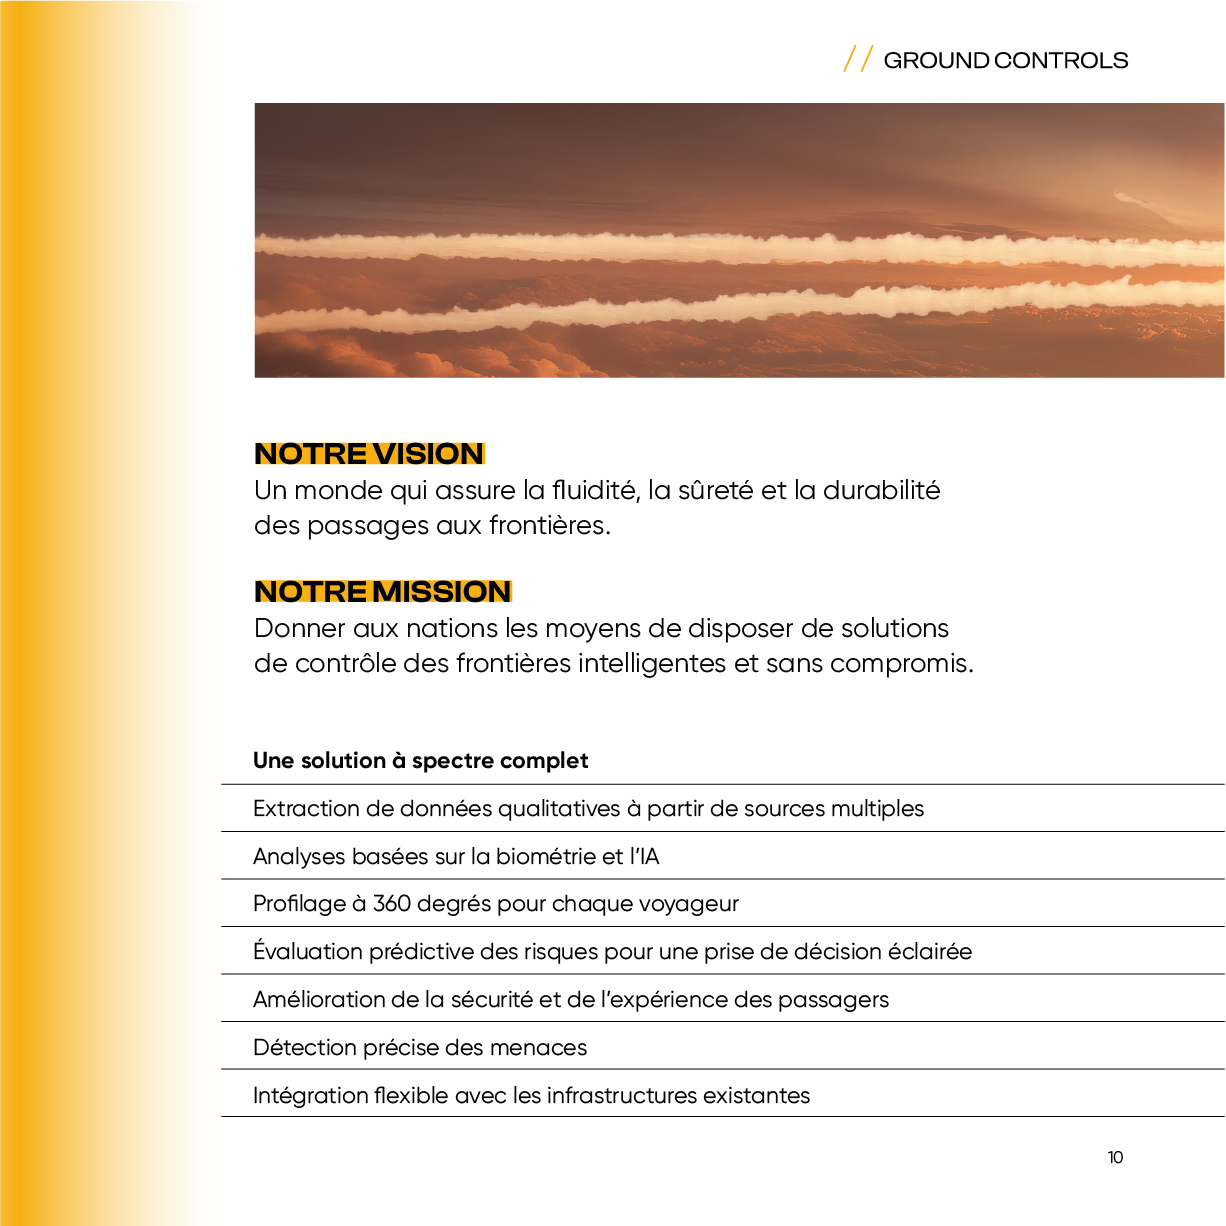 // GROUND CONTROLS
NOTRE VISION
Un monde qui assure la fluidité, la sûreté et la durabilité
des passages aux frontières.
NOTRE MISSION
Donner aux nations les moyens de disposer de solutions
de contrôle des frontières intelligentes et sans compromis.
Une solution à spectre complet
Extraction de données qualitatives à partir de sources multiples
Analyses basées sur la biométrie et l’IA
Profilage à 360 degrés pour chaque voyageur
Évaluation prédictive des risques pour une prise de décision éclairée
Amélioration de la sécurité et de l’expérience des passagers
Détection précise des menaces
Intégration flexible avec les infrastructures existantes
10